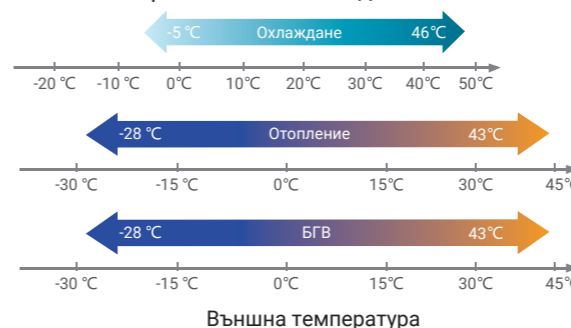 -5 ℃ Охлаждане 46℃
-20 ℃ -10 ℃ 0℃ 10℃ 20℃ 30℃ 40℃ 50℃
-28 ℃ Отопление 43℃
-30 ℃ -15 ℃ 0℃ 15℃ 30℃ 45℃
-28 ℃ БГВ 43℃
-30 ℃ -15 ℃ 0℃ 15℃ 30℃ 45℃
Външна температура